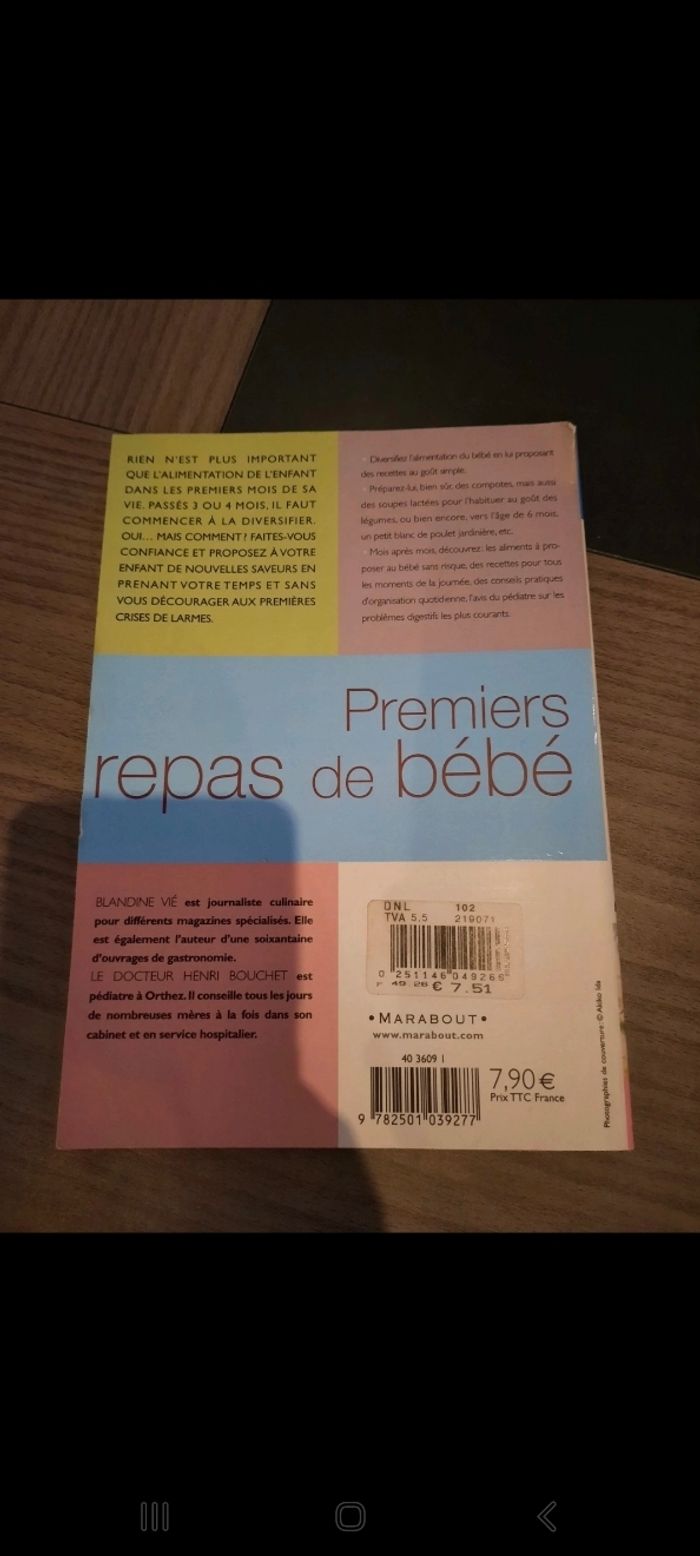 RIEN N'EST PLUS IMPORTANT
QUE L'ALIMENTATION DE L'ENFANT
DANS LES PREMIERS MOIS DE SA
VIE. PASSÉS 3 OU 4 MOIS, IL FAUT
COMMENCER À LA DIVERSIFIER.
OUI... MAIS COMMENT ? FAITES-VOUS
CONFIANCE ET PROPOSEZ À VOTRE
ENFANT DE NOUVELLES SAVEURS EN
PRENANT VOTRE TEMPS ET SANS
VOUS DÉCOURAGER AUX PREMIÈRES
CRISES DE LARMES.
• Diversifiez l'alimentation du bébé en lui proposant
des recettes au goût simple.
• Préparez-lui, bien sûr, des compotes, mais aussi
des soupes lactées pour l'habituer au goût des
légumes, ou bien encore, vers l'âge de 6 mois,
un petit blanc de poulet jardinière, etc.
• Mois après mois, découvrez : les aliments à pro-
poser au bébé sans risque, des recettes pour tous
les moments de la journée, des conseils pratiques
d'organisation quotidienne, l'avis du pédiatre sur les
problèmes digestifs les plus courants.
Premiers
repas de bébé
BLANDINE VIÉ est journaliste culinaire
pour différents magazines spécialisés. Elle
est également l'auteur d'une soixantaine
d'ouvrages de gastronomie.
LE DOCTEUR HENRI BOUCHET est
pédiatre à Orthez. Il conseille tous les jours
de nombreuses mères à la fois dans son
cabinet et en service hospitalier.
DNL 102
TVA 5,5 219071
0 251146 049266
F 49.26 € 7.51
• MARABOUT •
www.marabout.com
40 3609 1
7,90 €
Prix TTC France
9 782501 039277
Photographies de couverture : © Akiko Ida